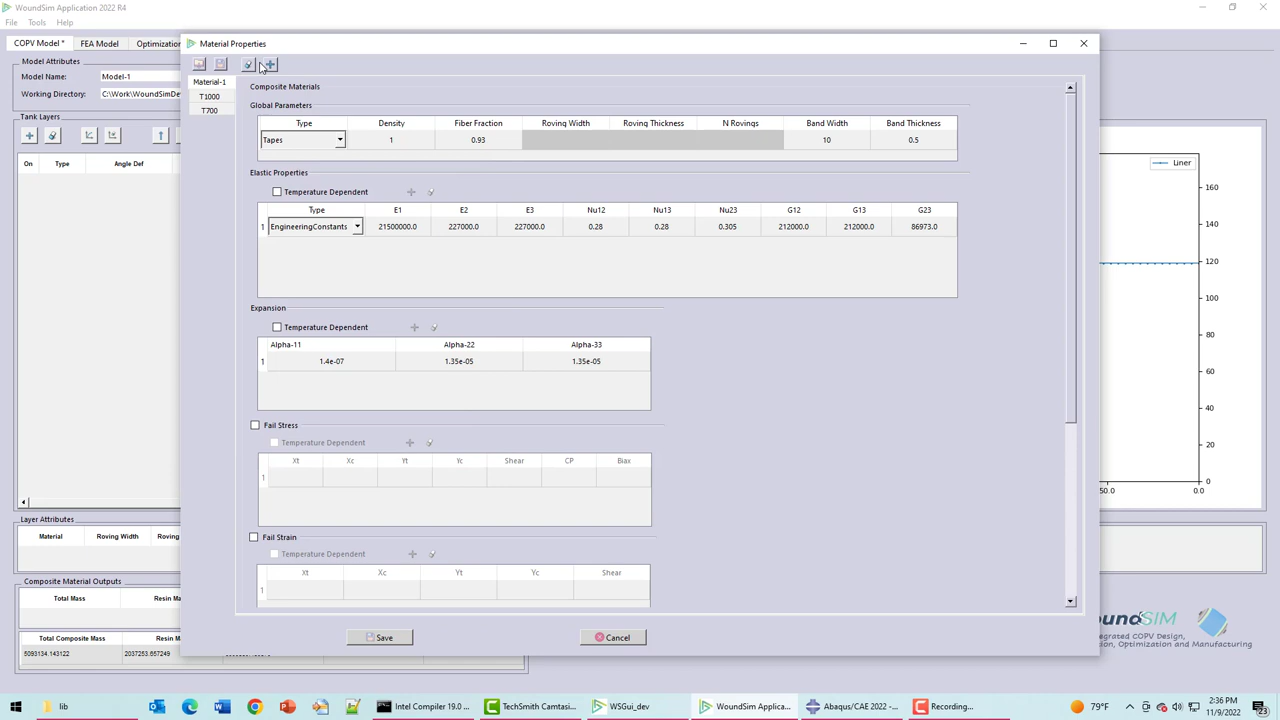 WoundSim Application 2022 R4
File Tools Help
COPV Model * FEA Model Optimization
Model Attributes
Model Name: Model-1
Working Directory: C:\Work\WoundSimDe
Tank Layers
On Type Angle Def
Layer Attributes
Material Roving Width Roving
Composite Material Outputs
Total Mass Resin M
Total Composite Mass Resin M
5093134.143122 2037253.657249
Material Properties
Material-1
T1000
T700
Composite Materials
Global Parameters
Type Density Fiber Fraction Roving Width Roving Thickness N Rovings Band Width Band Thickness
Tapes 1 0.93 10 0.5
Elastic Properties
Temperature Dependent
Type E1 E2 E3 Nu12 Nu13 Nu23 G12 G13 G23
1 EngineeringConstants 21500000.0 227000.0 227000.0 0.28 0.28 0.305 212000.0 212000.0 86973.0
Expansion
Temperature Dependent
Alpha-11 Alpha-22 Alpha-33
1 1.4e-07 1.35e-05 1.35e-05
Fail Stress
Temperature Dependent
Xt Xc Yt Yc Shear CP Biax
1
Fail Strain
Temperature Dependent
Xt Xc Yt Yc Shear
1
Save Cancel
Liner
160
140
120
100
80
60
40
20
0
50.0 0.0
oundSIM
tegrated COPV Design,
ion, Optimization and Manufacturing
lib
Intel Compiler 19.0 ...
TechSmith Camtasi...
WSGui_dev
WoundSim Applica...
Abaqus/CAE 2022 - ...
Recording...
79°F
2:36 PM
11/9/2022
23